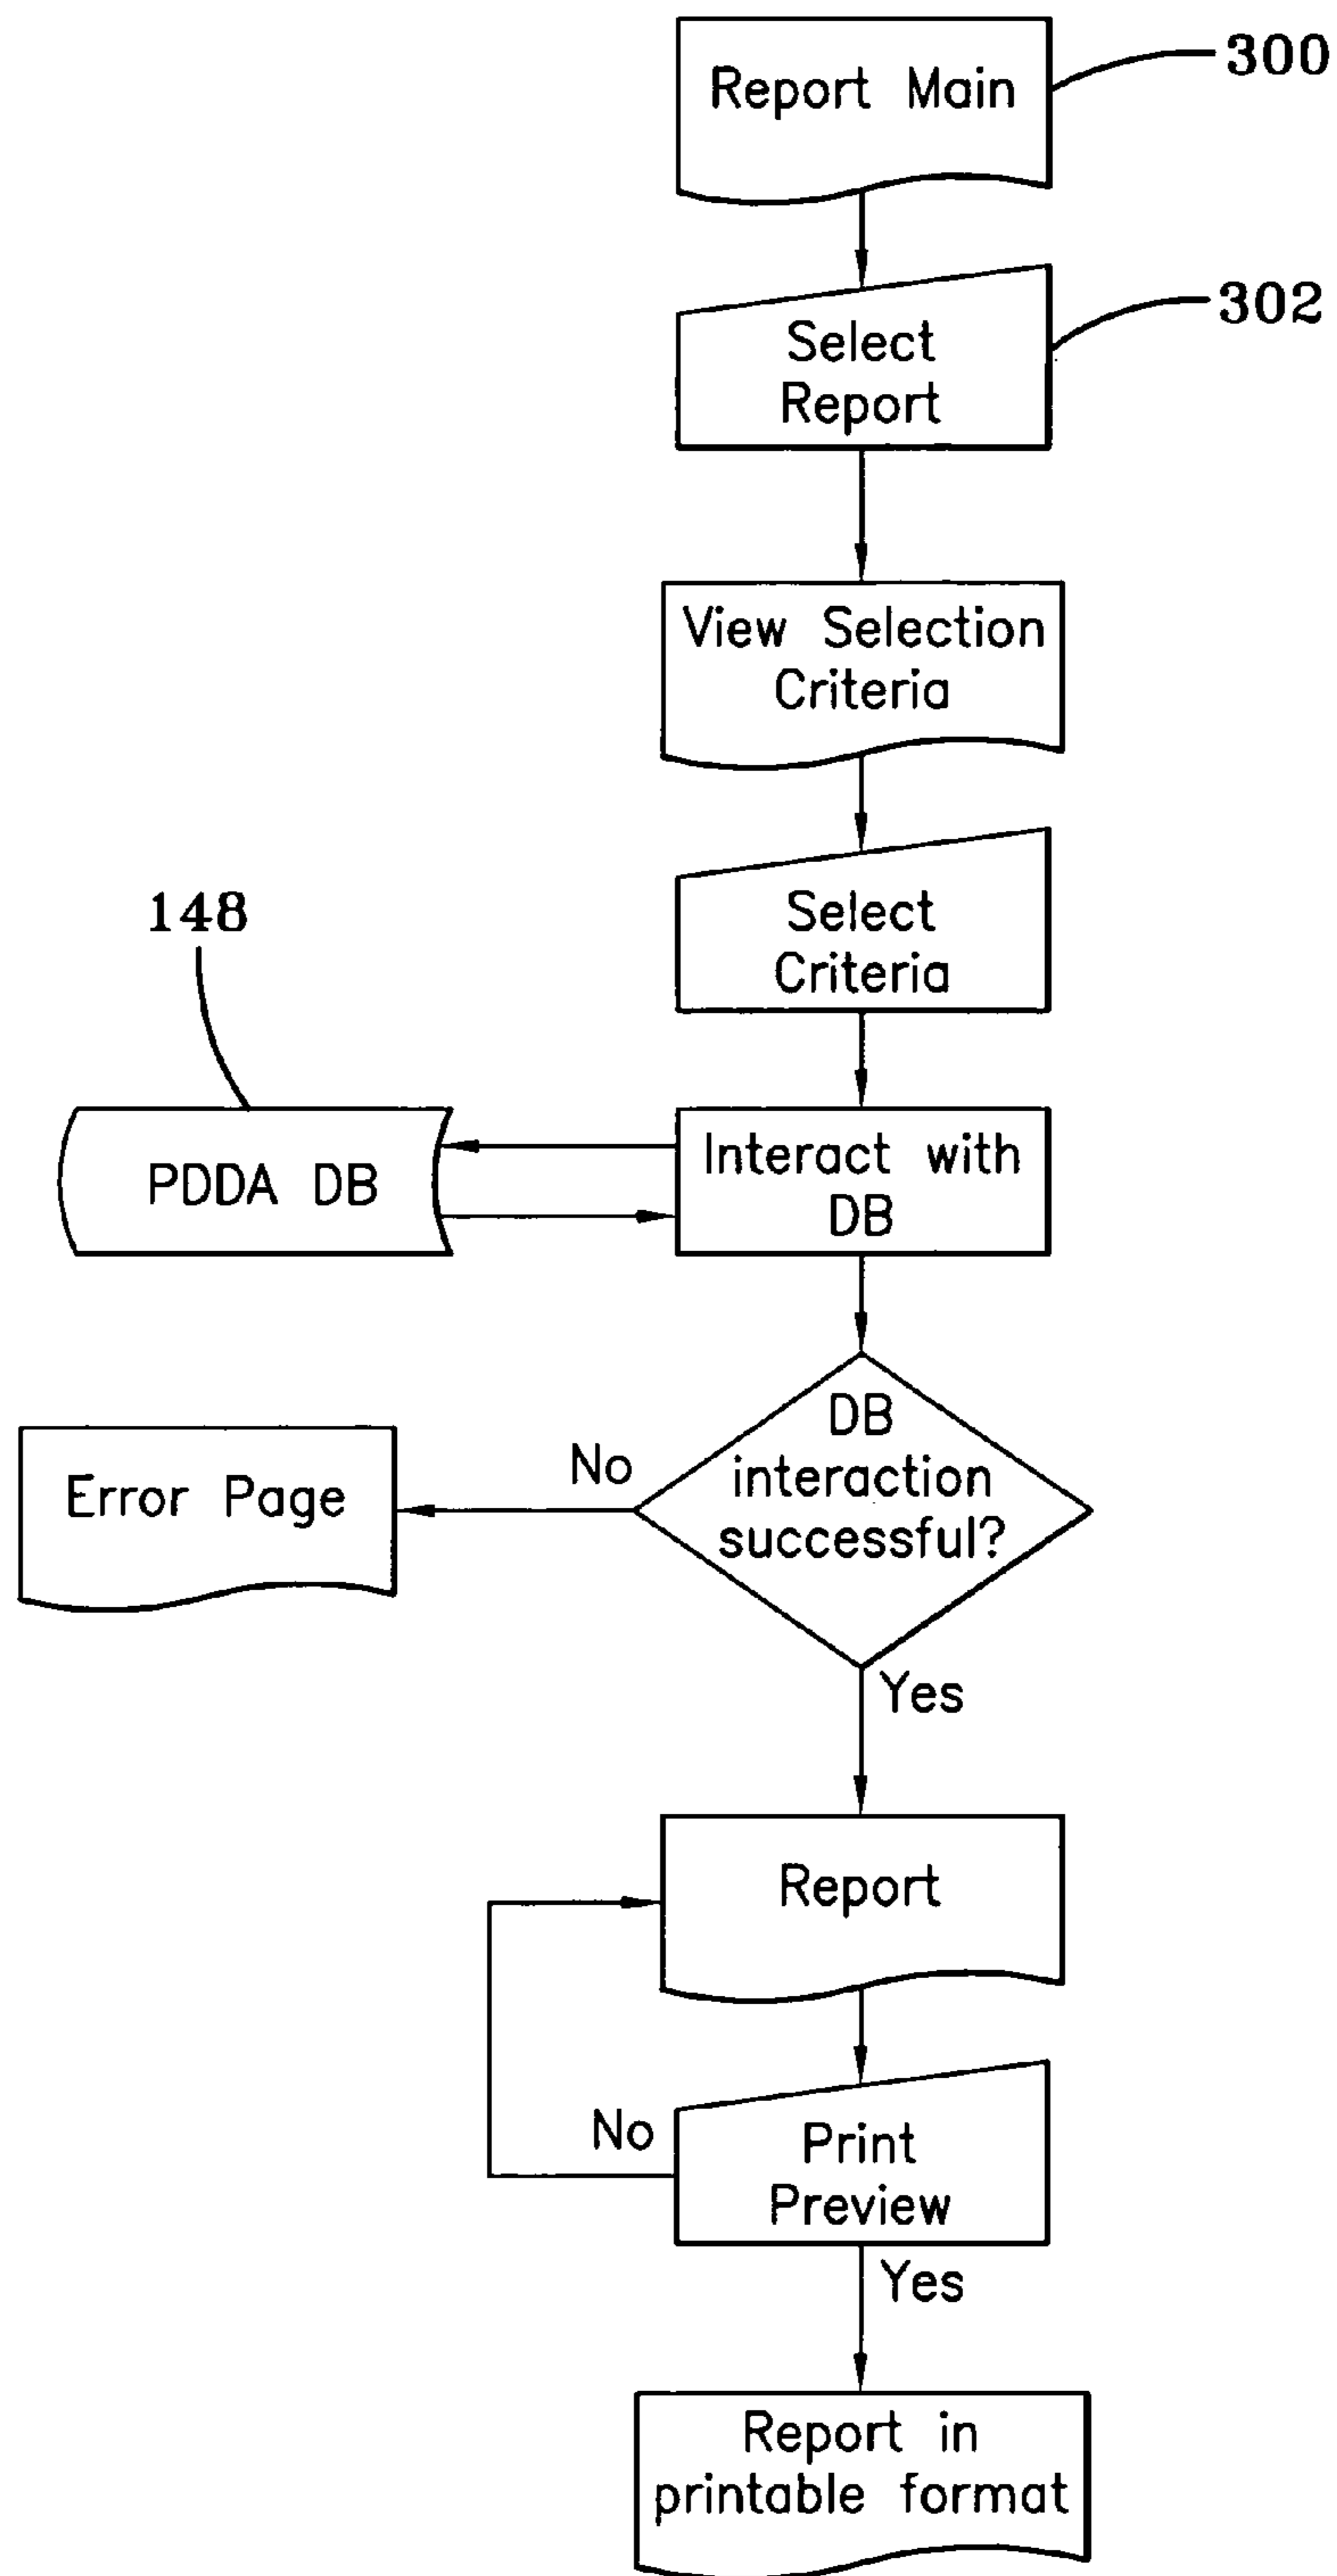 Report Main
300
302
Select
Report
View Selection
Criteria
148
Select
Criteria
PDDA DB
Interact with
DB
Error Page
No
DB
interaction
successful?
Yes
Report
No
Print
Preview
Yes
Report in
printable format